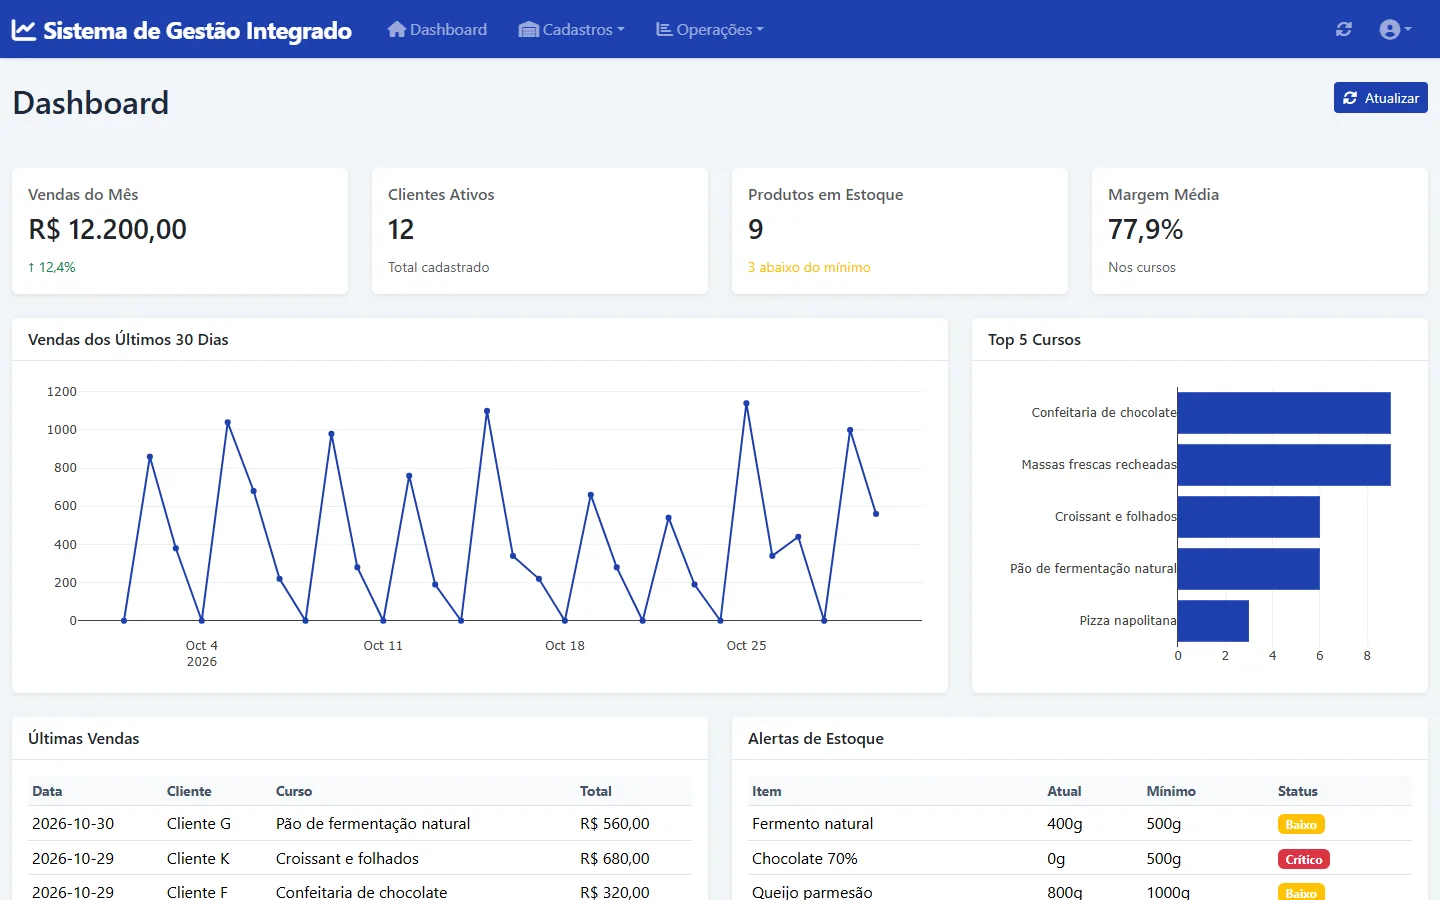 Sistema de Gestão Integrado
Dashboard
Cadastros
Operações
Dashboard
Atualizar
Vendas do Mês
R$ 12.200,00
↑ 12,4%
Clientes Ativos
12
Total cadastrado
Produtos em Estoque
9
3 abaixo do mínimo
Margem Média
77,9%
Nos cursos
Vendas dos Últimos 30 Dias
1200
1000
800
600
400
200
0
Oct 4
2026
Oct 11
Oct 18
Oct 25
Top 5 Cursos
Confeitaria de chocolate
Massas frescas recheadas
Croissant e folhados
Pão de fermentação natural
Pizza napolitana
0 2 4 6 8
Últimas Vendas
Data Cliente Curso Total
2026-10-30 Cliente G Pão de fermentação natural R$ 560,00
2026-10-29 Cliente K Croissant e folhados R$ 680,00
2026-10-29 Cliente F Confeitaria de chocolate R$ 320,00
Alertas de Estoque
Item Atual Mínimo Status
Fermento natural 400g 500g Baixo
Chocolate 70% 0g 500g Crítico
Queijo parmesão 800g 1000g Baixo